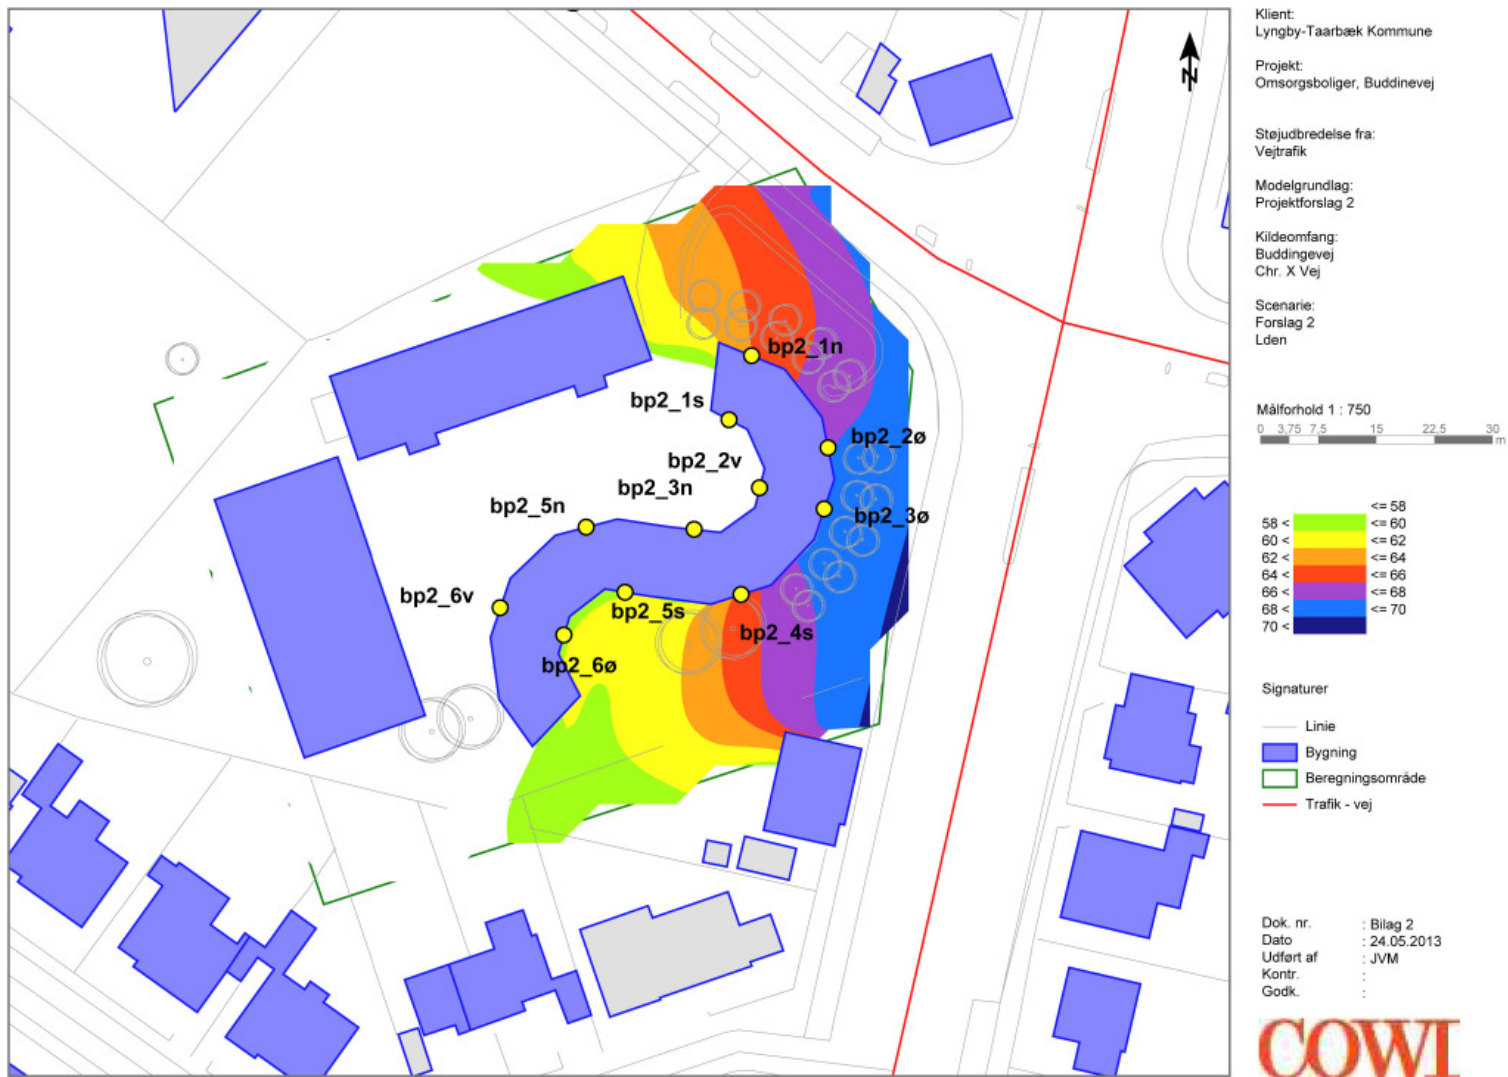 N
bp2_1n
bp2_1s
bp2_2ø
bp2_2v
bp2_3n
bp2_5n
bp2_3ø
bp2_6v
bp2_5s
bp2_4s
bp2_6ø
Klient:
Lyngby-Taarbæk Kommune
Projekt:
Omsorgsboliger, Buddinevej
Støjudbredelse fra:
Vejtrafik
Modelgrundlag:
Projektforslag 2
Kildeomfang:
Buddingevej
Chr. X Vej
Scenarie:
Forslag 2
Lden
Målforhold 1 : 750
0 3,75 7,5 15 22,5 30
m
<= 58
58 < <= 60
60 < <= 62
62 < <= 64
64 < <= 66
66 < <= 68
68 < <= 70
70 <
Signaturer
Linie
Bygning
Beregningsområde
Trafik - vej
Dok. nr. : Bilag 2
Dato : 24.05.2013
Udført af : JVM
Kontr. :
Godk. :
COWI